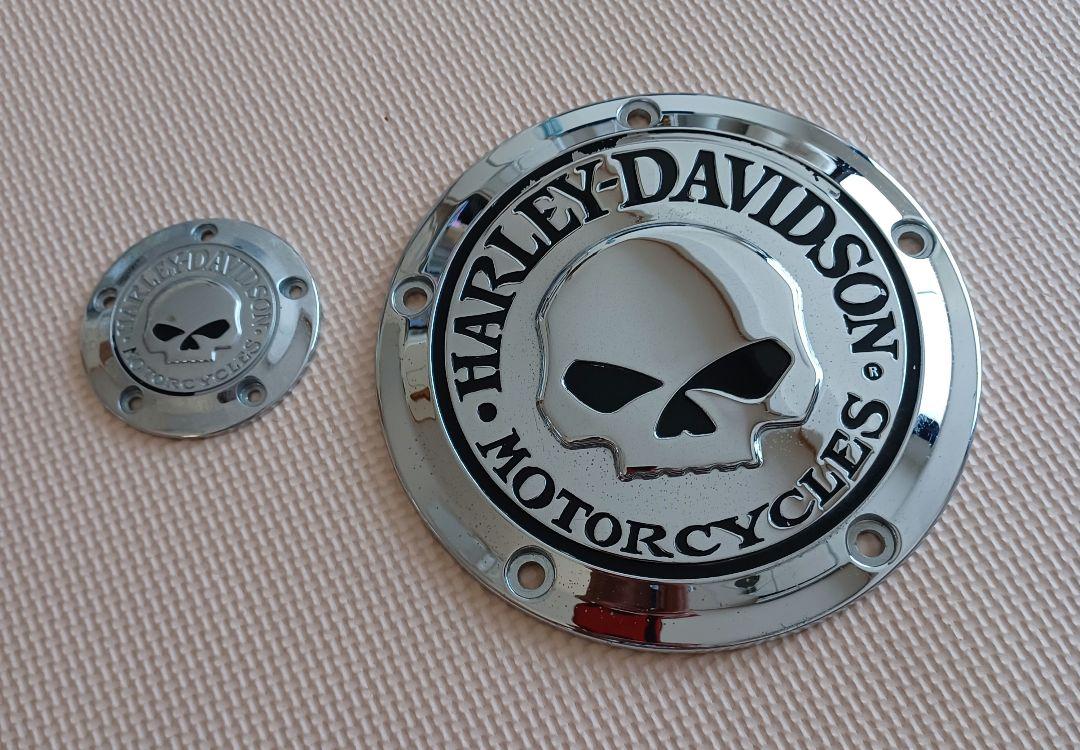 HARLEY-DAVIDSON
· MOTORCYCLES ·
HARLEY-DAVIDSON ®
· MOTORCYCLES